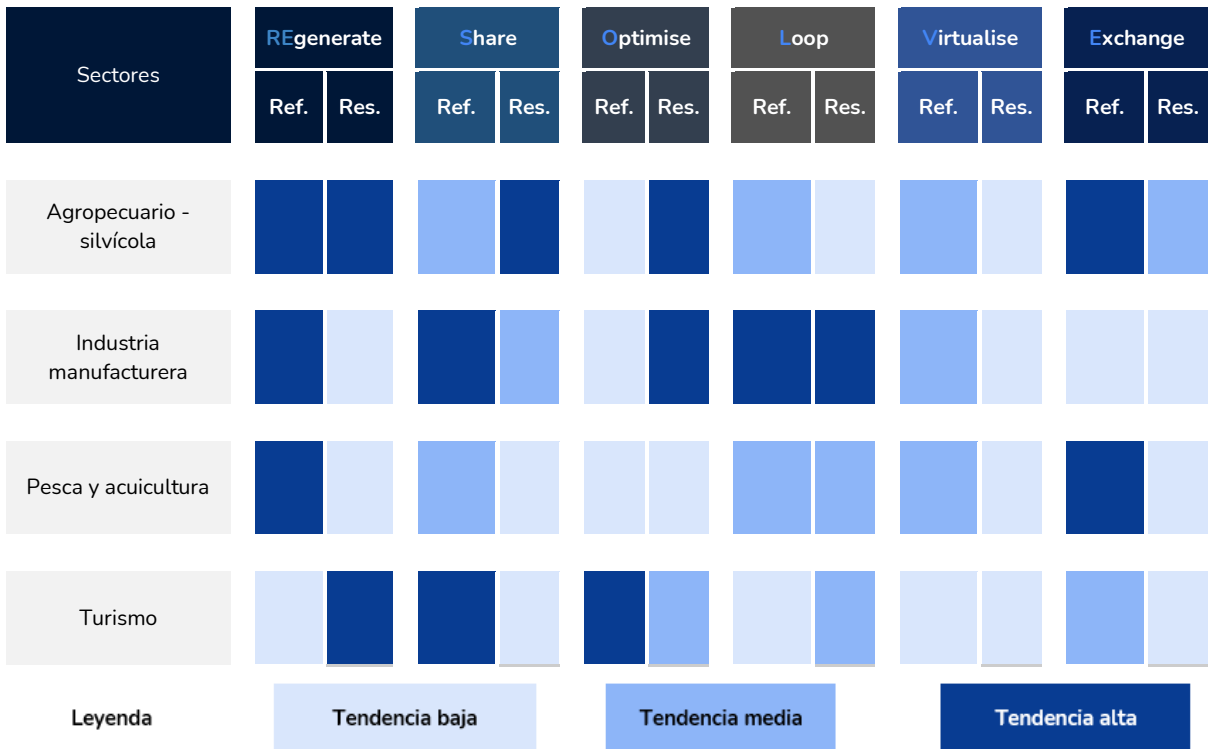 Sectores
REgenerate
Share
Optimise
Loop
Virtualise
Exchange
Ref. Res. Ref. Res. Ref. Res. Ref. Res. Ref. Res. Ref. Res.
Agropecuario -
silvícola
Industria
manufacturera
Pesca y acuicultura
Turismo
Leyenda
Tendencia baja
Tendencia media
Tendencia alta